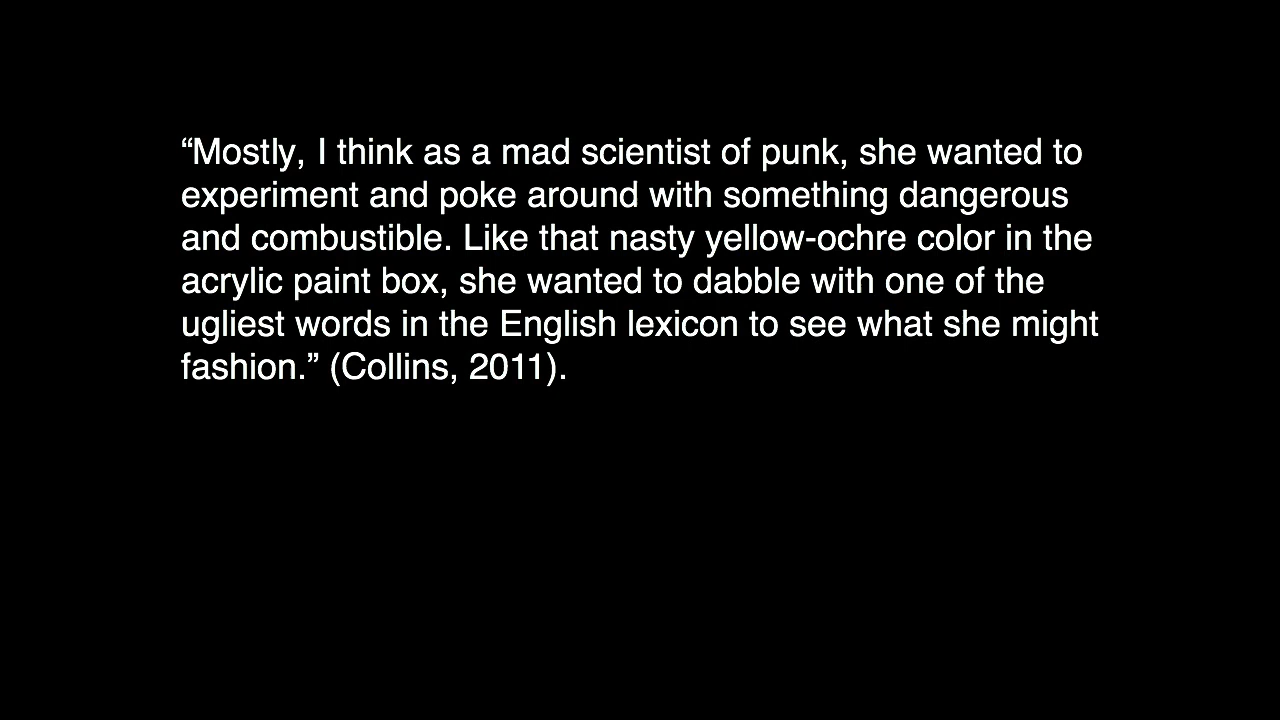 “Mostly, I think as a mad scientist of punk, she wanted to
experiment and poke around with something dangerous
and combustible. Like that nasty yellow-ochre color in the
acrylic paint box, she wanted to dabble with one of the
ugliest words in the English lexicon to see what she might
fashion.” (Collins, 2011).